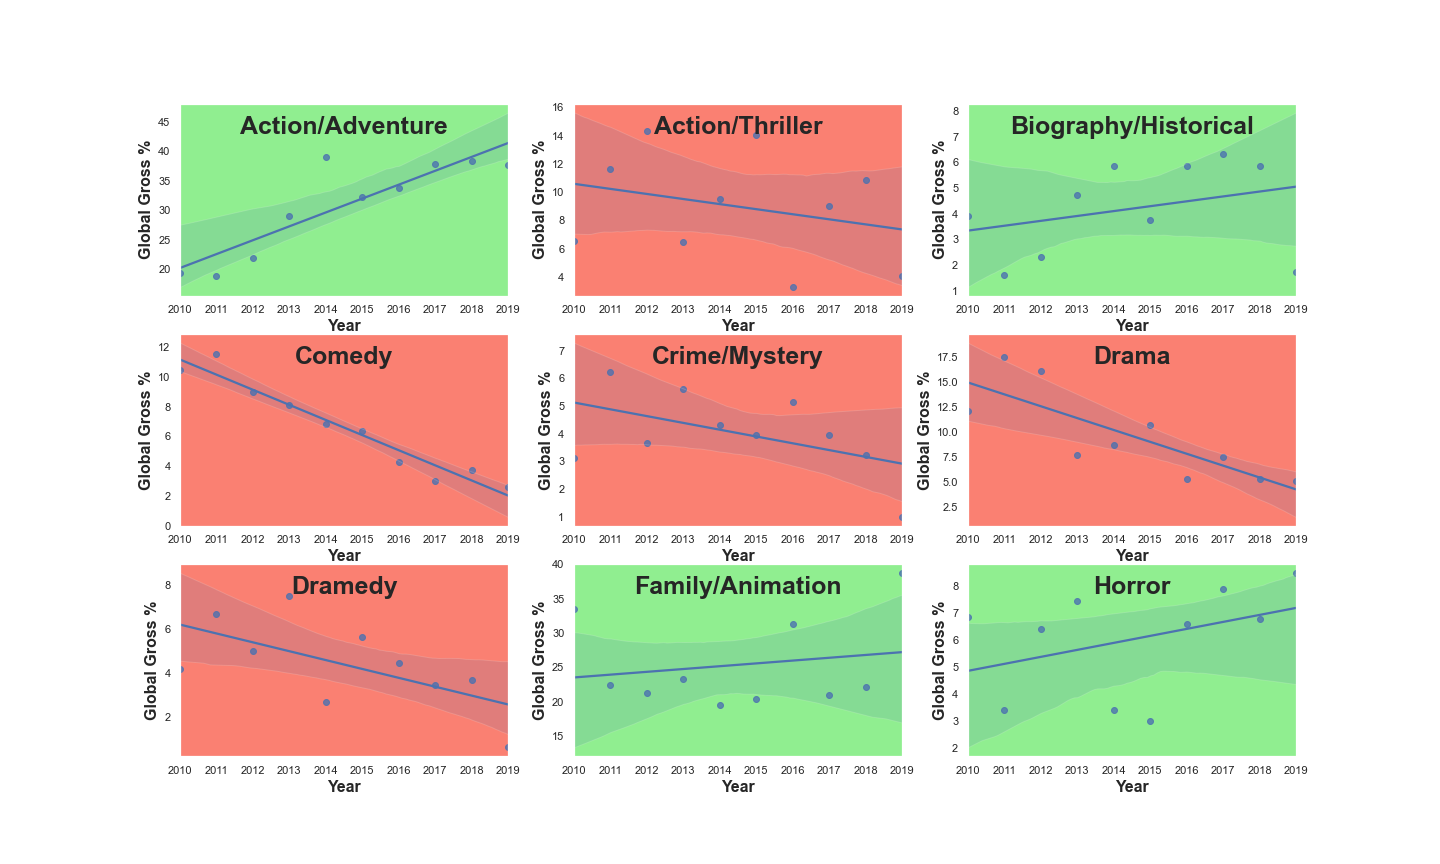 Action/Adventure
Global Gross %
45
40
35
30
25
20
2010 2011 2012 2013 2014 2015 2016 2017 2018 2019
Year
Action/Thriller
Global Gross %
16
14
12
10
8
6
4
2010 2011 2012 2013 2014 2015 2016 2017 2018 2019
Year
Biography/Historical
Global Gross %
8
7
6
5
4
3
2
1
2010 2011 2012 2013 2014 2015 2016 2017 2018 2019
Year
Comedy
Global Gross %
12
10
8
6
4
2
0
2010 2011 2012 2013 2014 2015 2016 2017 2018 2019
Year
Crime/Mystery
Global Gross %
7
6
5
4
3
2
1
2010 2011 2012 2013 2014 2015 2016 2017 2018 2019
Year
Drama
Global Gross %
17.5
15.0
12.5
10.0
7.5
5.0
2.5
2010 2011 2012 2013 2014 2015 2016 2017 2018 2019
Year
Dramedy
Global Gross %
8
6
4
2
2010 2011 2012 2013 2014 2015 2016 2017 2018 2019
Year
Family/Animation
Global Gross %
40
35
30
25
20
15
2010 2011 2012 2013 2014 2015 2016 2017 2018 2019
Year
Horror
Global Gross %
8
7
6
5
4
3
2
2010 2011 2012 2013 2014 2015 2016 2017 2018 2019
Year